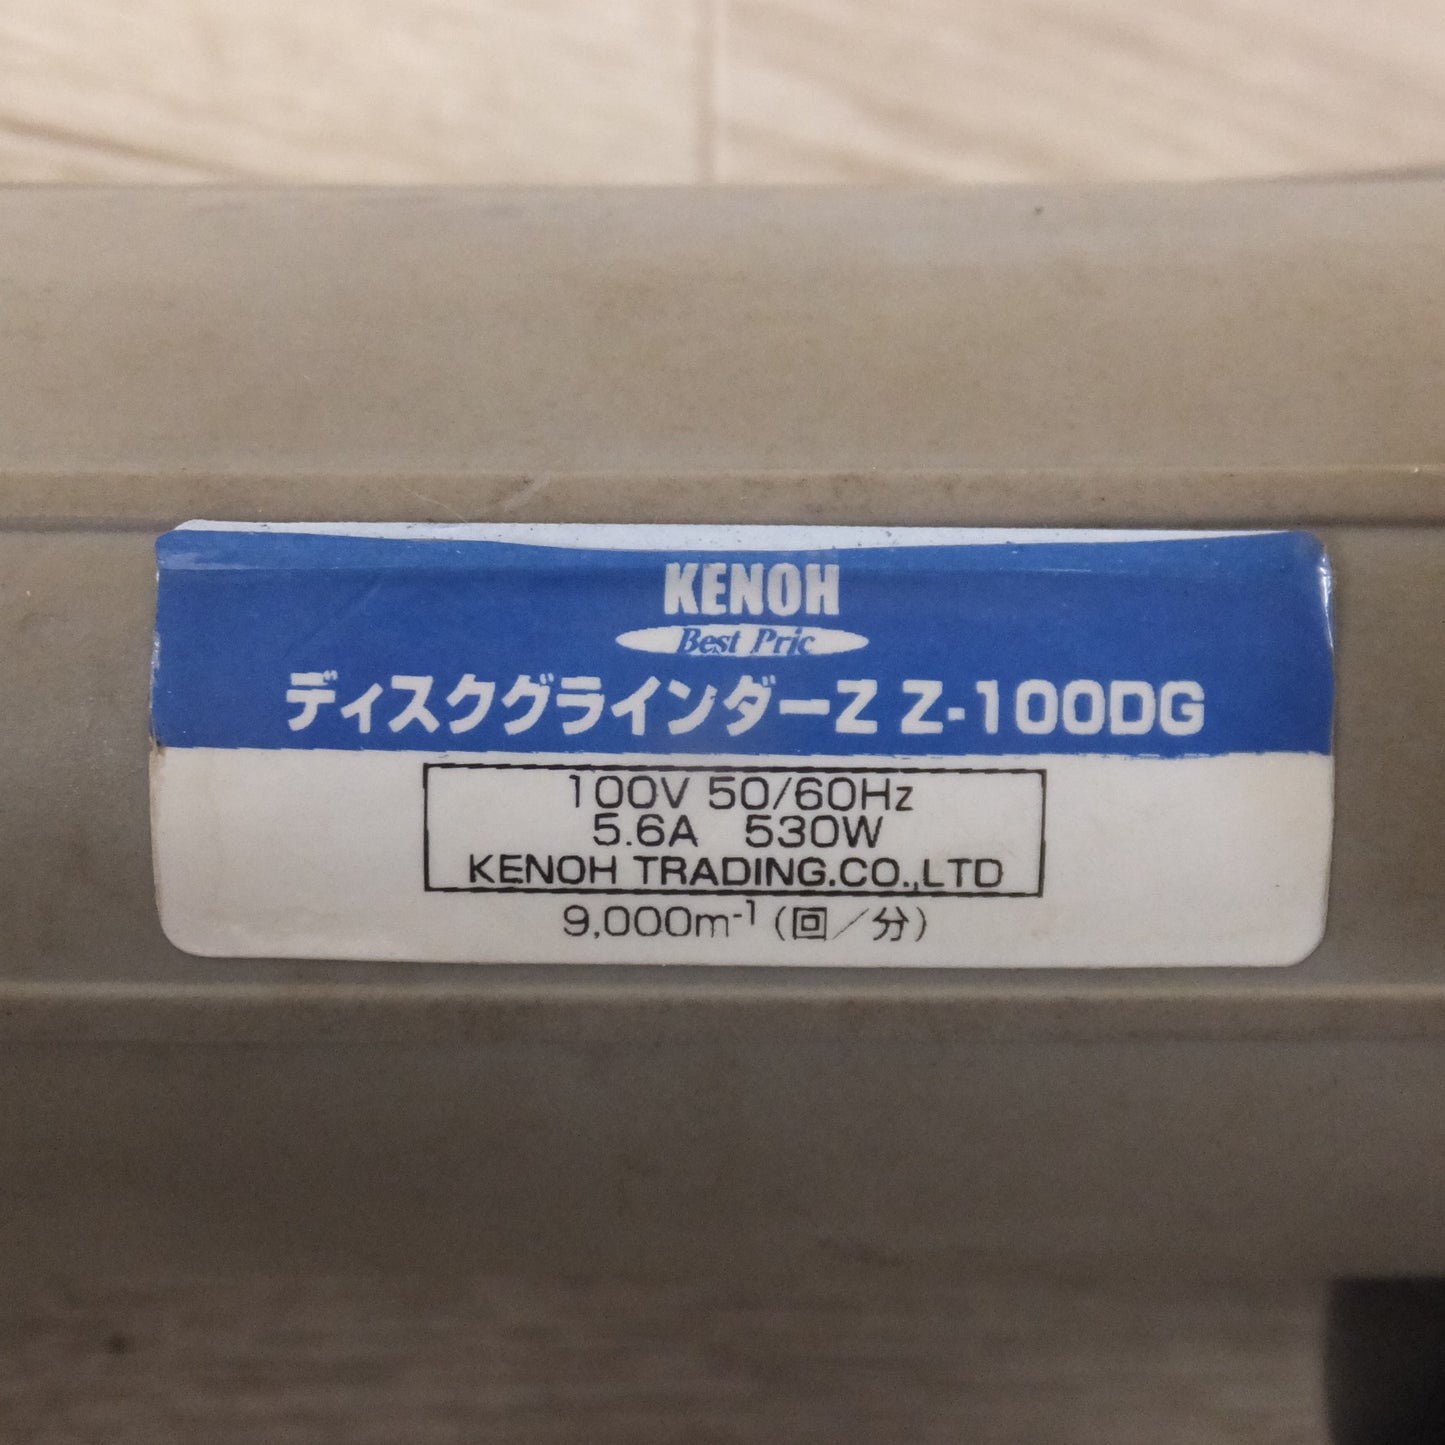 KENOH
Best Pric
ディスクグラインダーZ Z-100DG
100V 50/60Hz
5.6A 530W
KENOH TRADING.CO.,LTD
9,000m⁻¹(回／分)